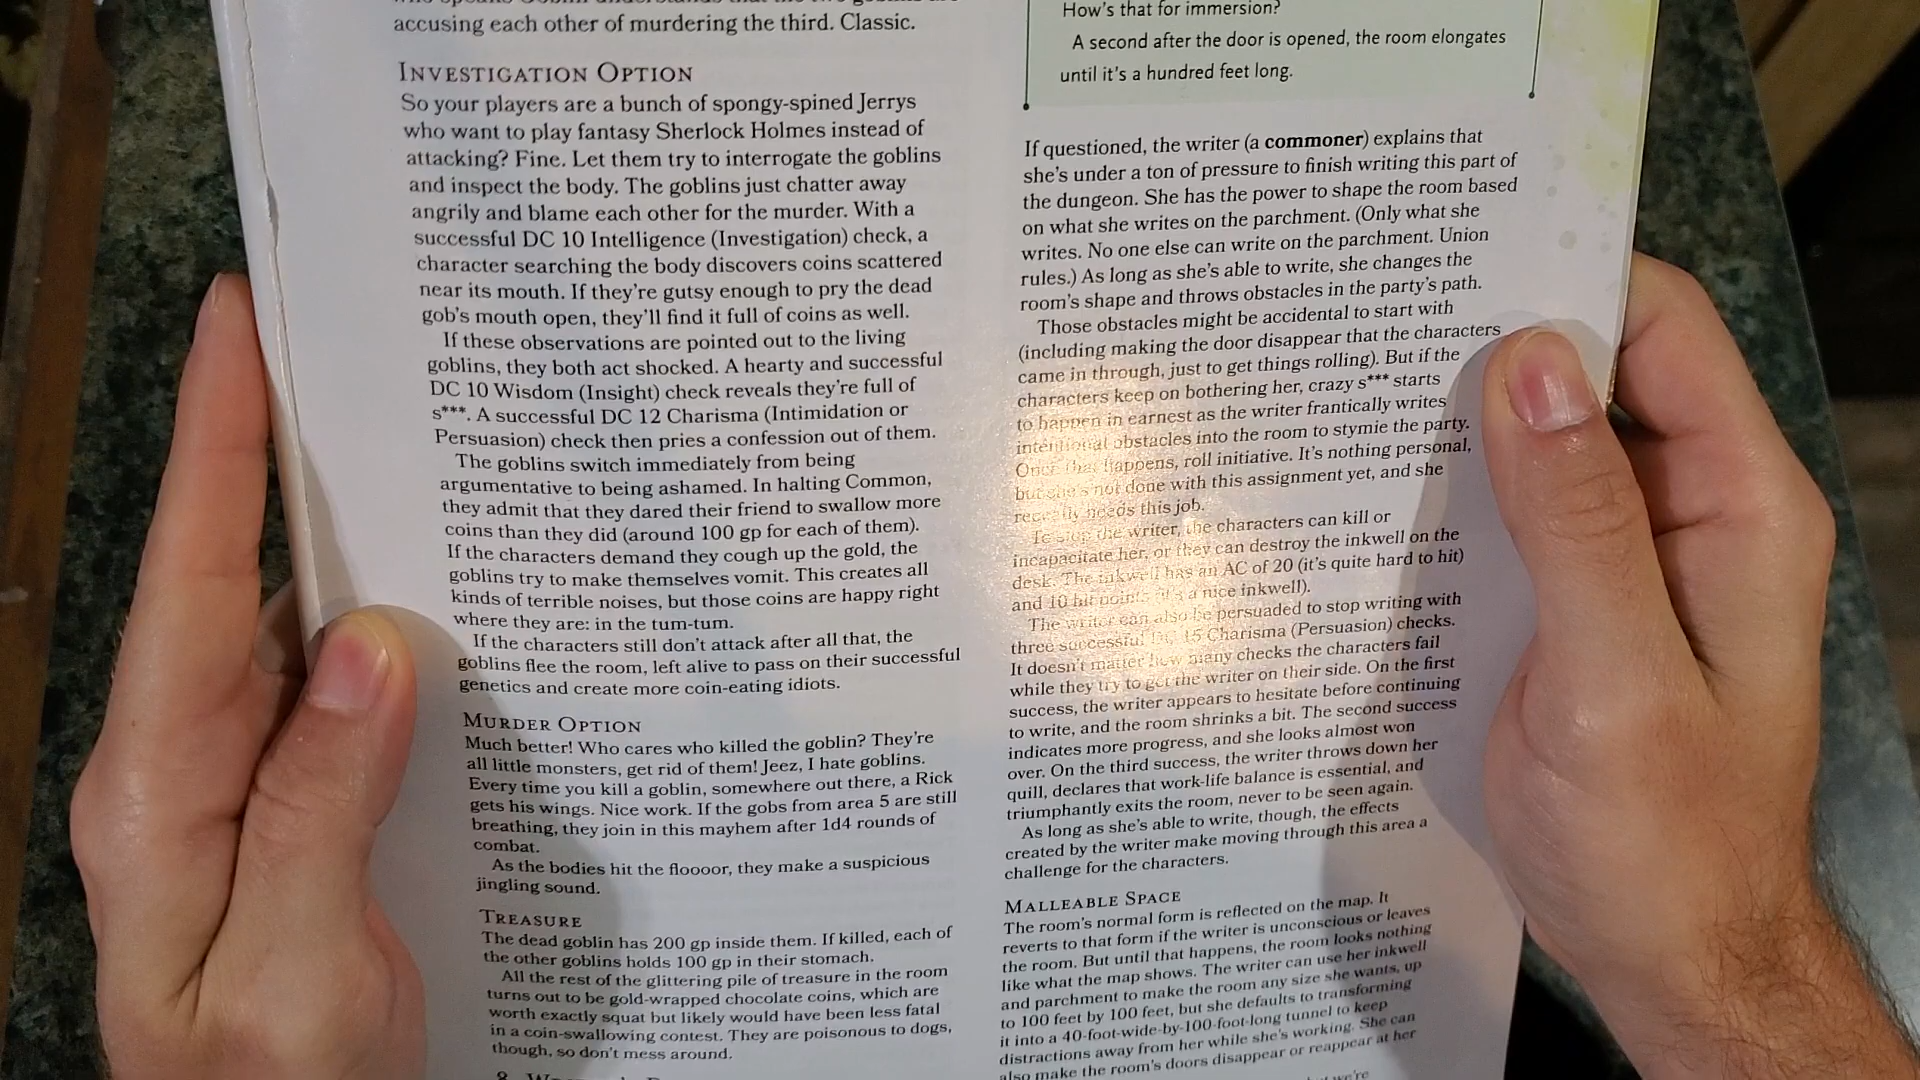 accusing each other of murdering the third. Classic.
INVESTIGATION OPTION
So your players are a bunch of spongy-spined Jerrys
who want to play fantasy Sherlock Holmes instead of
attacking? Fine. Let them try to interrogate the goblins
and inspect the body. The goblins just chatter away
angrily and blame each other for the murder. With a
successful DC 10 Intelligence (Investigation) check, a
character searching the body discovers coins scattered
near its mouth. If they're gutsy enough to pry the dead
gob's mouth open, they'll find it full of coins as well.
If these observations are pointed out to the living
goblins, they both act shocked. A hearty and successful
DC 10 Wisdom (Insight) check reveals they're full of
s***. A successful DC 12 Charisma (Intimidation or
Persuasion) check then pries a confession out of them.
The goblins switch immediately from being
argumentative to being ashamed. In halting Common,
they admit that they dared their friend to swallow more
coins than they did (around 100 gp for each of them).
If the characters demand they cough up the gold, the
goblins try to make themselves vomit. This creates all
kinds of terrible noises, but those coins are happy right
where they are: in the tum-tum.
If the characters still don't attack after all that, the
goblins flee the room, left alive to pass on their successful
genetics and create more coin-eating idiots.
MURDER OPTION
Much better! Who cares who killed the goblin? They're
all little monsters, get rid of them! Jeez, I hate goblins.
Every time you kill a goblin, somewhere out there, a Rick
gets his wings. Nice work. If the gobs from area 5 are still
breathing, they join in this mayhem after 1d4 rounds of
combat.
As the bodies hit the floooor, they make a suspicious
jingling sound.
TREASURE
The dead goblin has 200 gp inside them. If killed, each of
the other goblins holds 100 gp in their stomach.
All the rest of the glittering pile of treasure in the room
turns out to be gold-wrapped chocolate coins, which are
worth exactly squat but likely would have been less fatal
in a coin-swallowing contest. They are poisonous to dogs,
though, so don't mess around.
How's that for immersion?
A second after the door is opened, the room elongates
until it's a hundred feet long.
If questioned, the writer (a commoner) explains that
she's under a ton of pressure to finish writing this part of
the dungeon. She has the power to shape the room based
on what she writes on the parchment. (Only what she
writes. No one else can write on the parchment. Union
rules.) As long as she's able to write, she changes the
room's shape and throws obstacles in the party's path.
Those obstacles might be accidental to start with
(including making the door disappear that the characters
came in through, just to get things rolling). But if the
characters keep on bothering her, crazy s*** starts
to happen in earnest as the writer frantically writes
intentional obstacles into the room to stymie the party.
Once that happens, roll initiative. It's nothing personal,
but she's not done with this assignment yet, and she
needs this job.
To stop the writer, the characters can kill or
incapacitate her, or they can destroy the inkwell on the
desk. The inkwell has an AC of 20 (it's quite hard to hit)
and 10 hit points (it's a nice inkwell).
The writer can also be persuaded to stop writing with
three successful DC 15 Charisma (Persuasion) checks.
It doesn't matter how many checks the characters fail
while they try to get the writer on their side. On the first
success, the writer appears to hesitate before continuing
to write, and the room shrinks a bit. The second success
indicates more progress, and she looks almost won
over. On the third success, the writer throws down her
quill, declares that work-life balance is essential, and
triumphantly exits the room, never to be seen again.
As long as she's able to write, though, the effects
created by the writer make moving through this area a
challenge for the characters.
MALLEABLE SPACE
The room's normal form is reflected on the map. It
reverts to that form if the writer is unconscious or leaves
the room. But until that happens, the room looks nothing
like what the map shows. The writer can use her inkwell
and parchment to make the room any size she wants, up
to 100 feet by 100 feet, but she defaults to transforming
it into a 40-foot-wide-by-100-foot-long tunnel to keep
distractions away from her while she's working. She can
also make the room's doors disappear or reappear at her